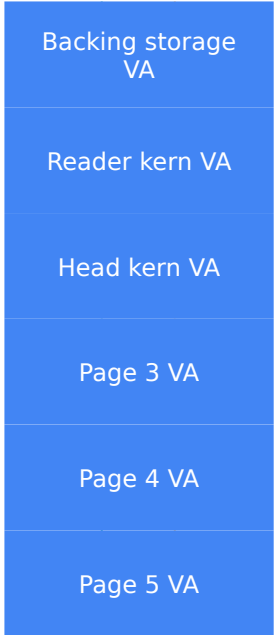 Backing storage
VA
Reader kern VA
Head kern VA
Page 3 VA
Page 4 VA
Page 5 VA